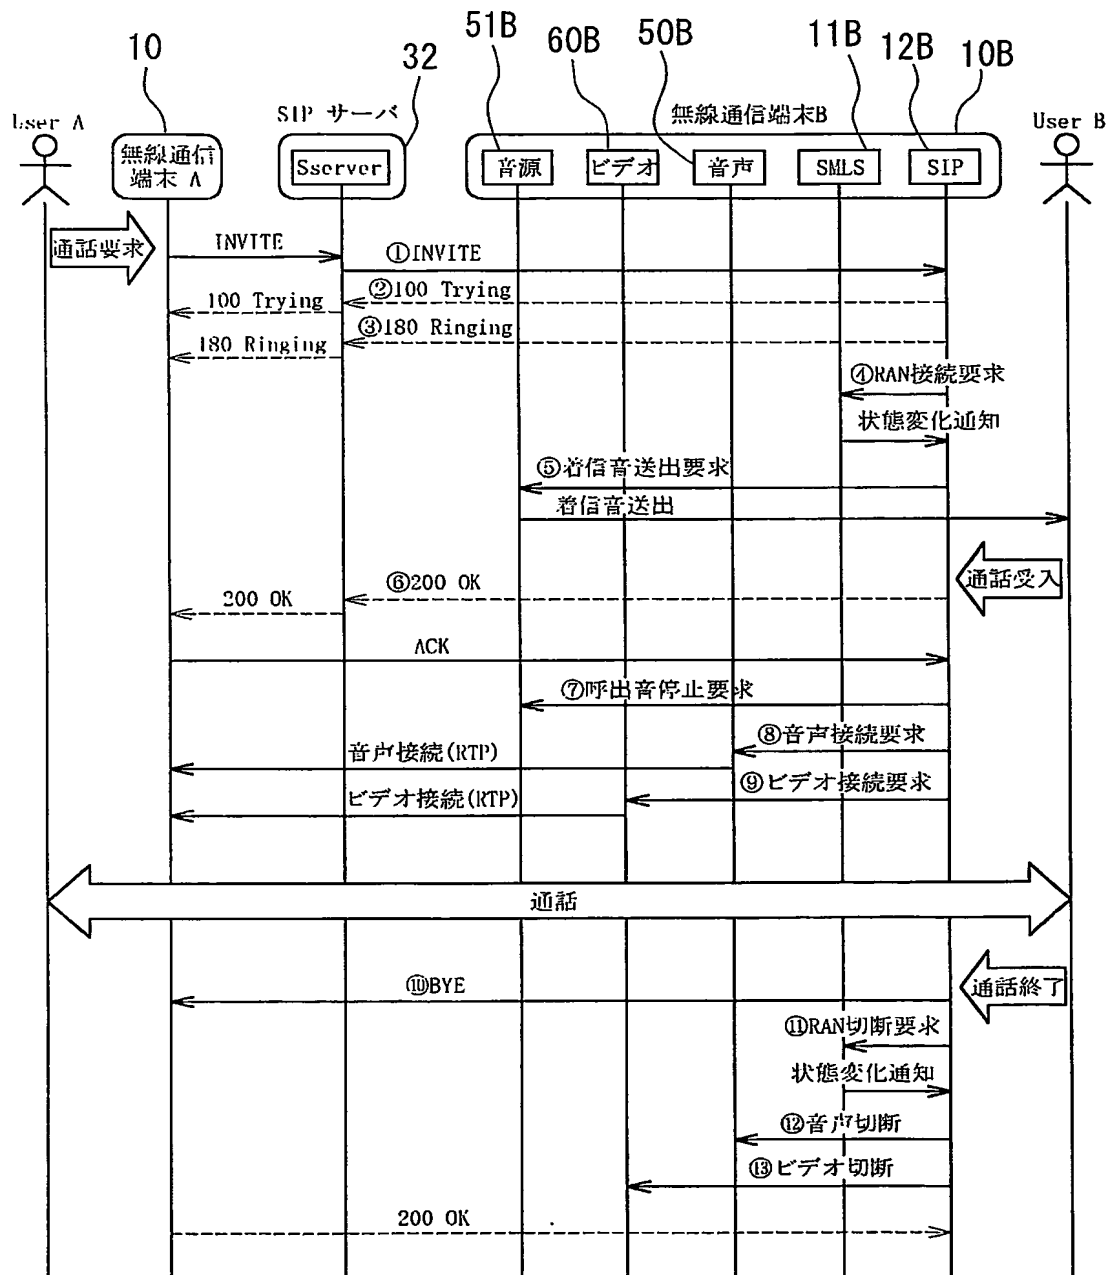 10
32
51B
60B
50B
11B
12B
10B
User A
SIP サーバ
無線通信端末B
User B
無線通信
端末 A
Sserver
音源
ビデオ
音声
SMLS
SIP
通話要求
INVITE
①INVITE
②100 Trying
100 Trying
③180 Ringing
180 Ringing
④RAN接続要求
状態変化通知
⑤着信音送出要求
着信音送出
通話受入
⑥200 OK
200 OK
ACK
⑦呼出音停止要求
⑧音声接続要求
音声接続(RTP)
⑨ビデオ接続要求
ビデオ接続(RTP)
通話
通話終了
⑩BYE
⑪RAN切断要求
状態変化通知
⑫音声切断
⑬ビデオ切断
200 OK